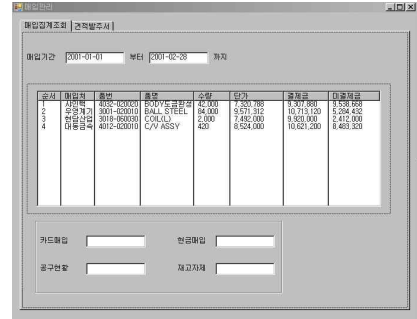 매입관리
매입집계조회 견적발주서
매입기간 2001-01-01 부터 2001-02-28 까지
순서 매입처 품번 품명 수량 단가 결제금 미결제금
1 샤인텍 4032-020020 BODY도금완성 42,000 7,320,788 9,307,880 9,538,668
2 우영계기 3001-020010 BALL STEEL 84,000 9,571,312 10,713,120 5,284,432
3 현담산업 3018-060030 COIL(L) 2,000 7,492,000 9,920,000 2,412,000
4 대동금속 4012-020010 C/V ASSY 420 8,524,000 10,621,200 8,483,320
카드매입 현금매입
공구현황 재고자재